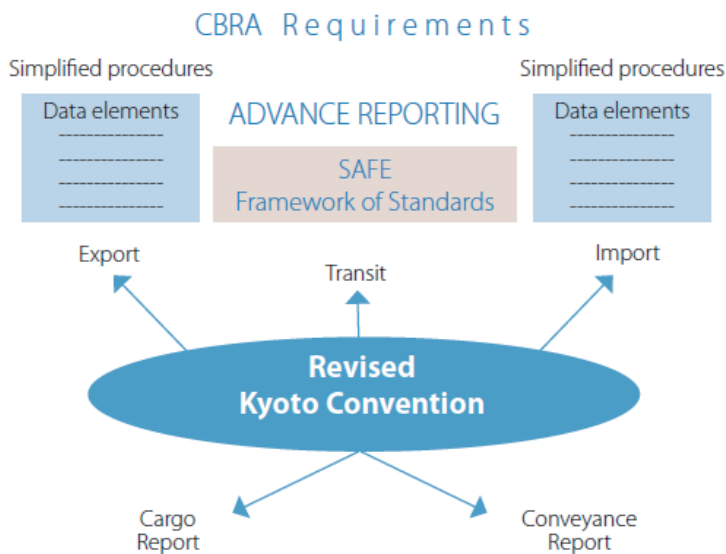 CBRA Requirements
Simplified procedures
Simplified procedures
Data elements
ADVANCE REPORTING
Data elements
SAFE
Framework of Standards
Export
Transit
Import
Revised
Kyoto Convention
Cargo
Report
Conveyance
Report